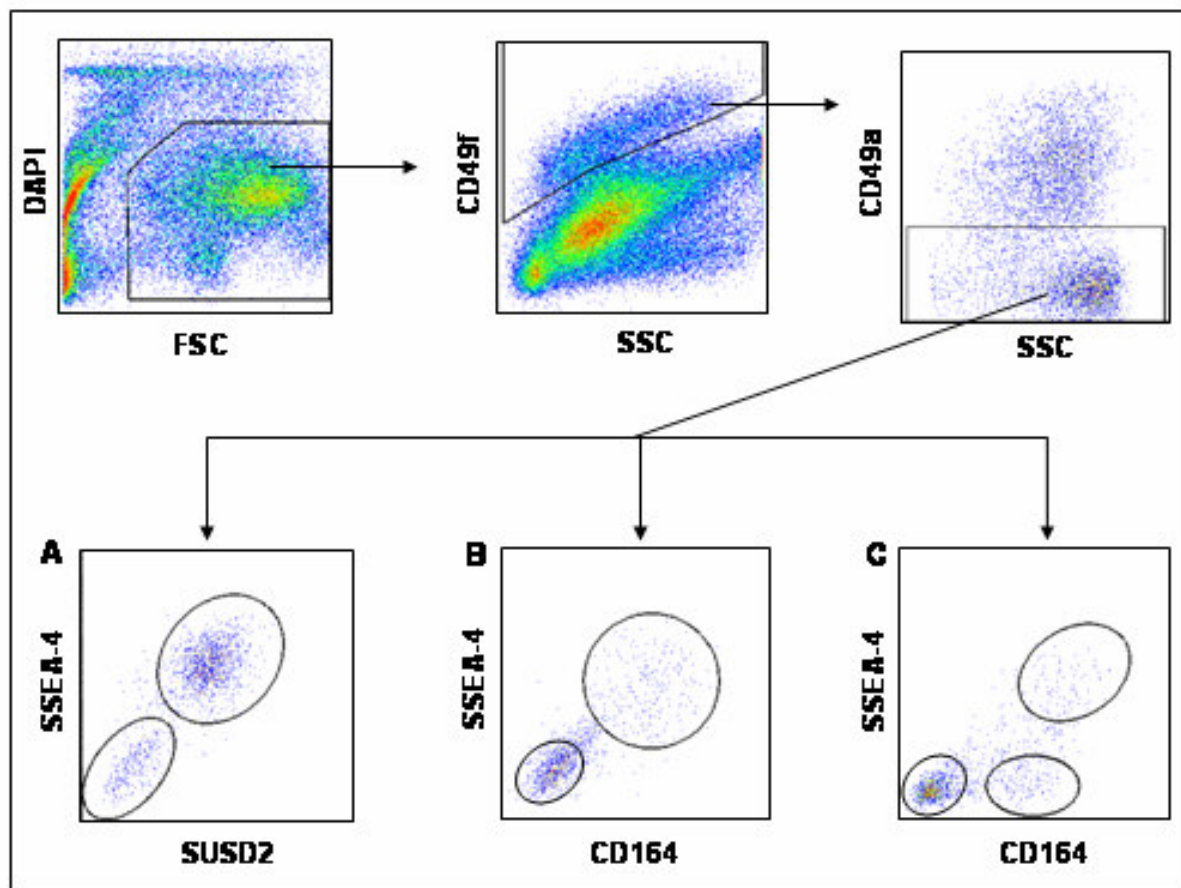 DAPI
FSC
CD49f
SSC
CD49a
SSC
A
SSEA-4
SUSD2
B
SSEA-4
CD164
C
SSEA-4
CD164